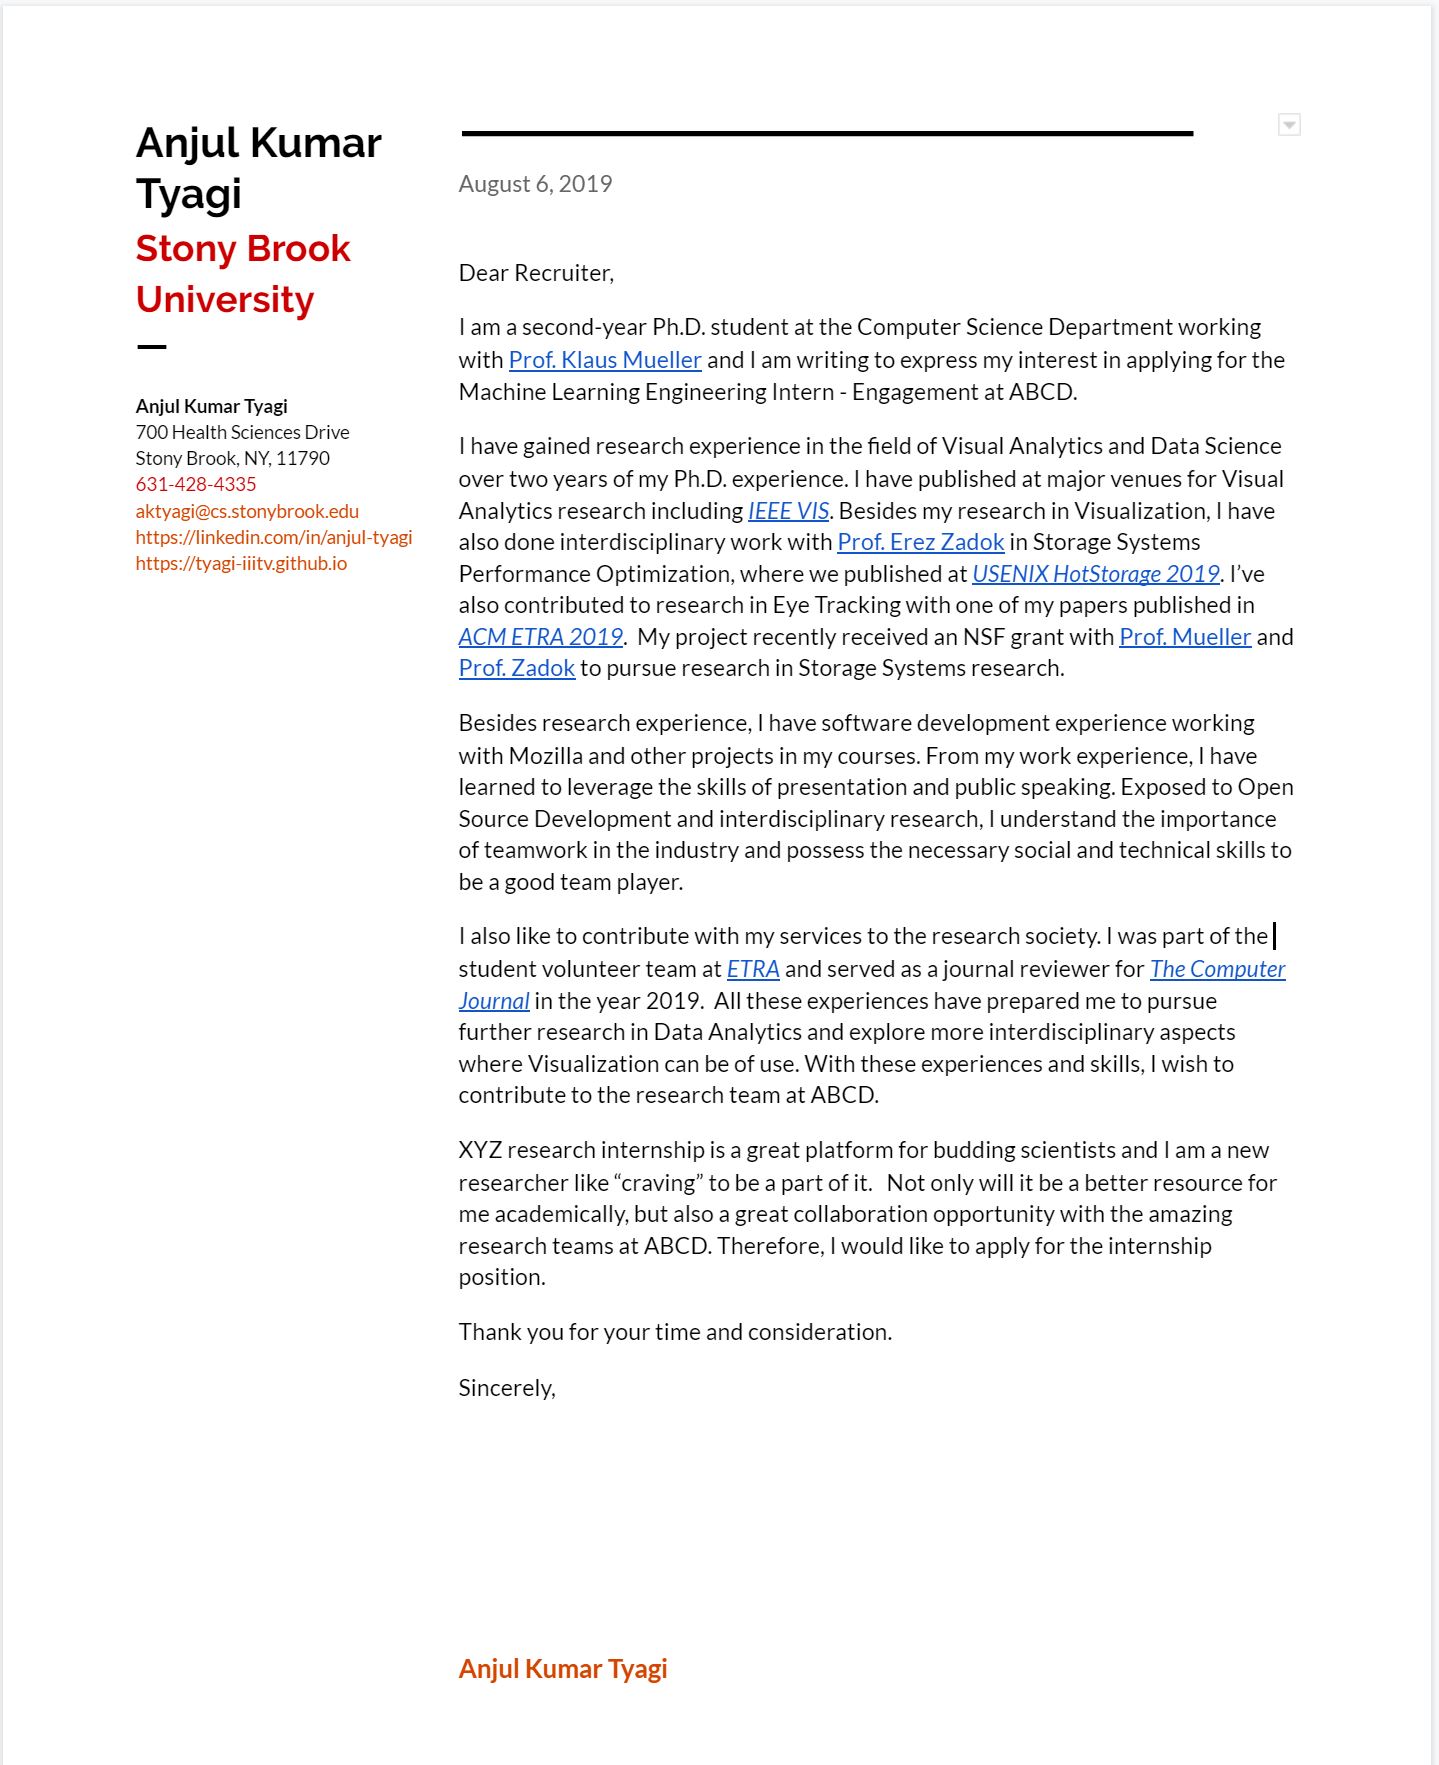 Anjul Kumar
Tyagi
Stony Brook
University
Anjul Kumar Tyagi
700 Health Sciences Drive
Stony Brook, NY, 11790
631-428-4335
aktyagi@cs.stonybrook.edu
https://linkedin.com/in/anjul-tyagi
https://tyagi-iiitv.github.io
August 6, 2019
Dear Recruiter,
I am a second-year Ph.D. student at the Computer Science Department working
with Prof. Klaus Mueller and I am writing to express my interest in applying for the
Machine Learning Engineering Intern - Engagement at ABCD.
I have gained research experience in the field of Visual Analytics and Data Science
over two years of my Ph.D. experience. I have published at major venues for Visual
Analytics research including IEEE VIS. Besides my research in Visualization, I have
also done interdisciplinary work with Prof. Erez Zadok in Storage Systems
Performance Optimization, where we published at USENIX HotStorage 2019. I’ve
also contributed to research in Eye Tracking with one of my papers published in
ACM ETRA 2019.  My project recently received an NSF grant with Prof. Mueller and
Prof. Zadok to pursue research in Storage Systems research.
Besides research experience, I have software development experience working
with Mozilla and other projects in my courses. From my work experience, I have
learned to leverage the skills of presentation and public speaking. Exposed to Open
Source Development and interdisciplinary research, I understand the importance
of teamwork in the industry and possess the necessary social and technical skills to
be a good team player.
I also like to contribute with my services to the research society. I was part of the
student volunteer team at ETRA and served as a journal reviewer for The Computer
Journal in the year 2019.  All these experiences have prepared me to pursue
further research in Data Analytics and explore more interdisciplinary aspects
where Visualization can be of use. With these experiences and skills, I wish to
contribute to the research team at ABCD.
XYZ research internship is a great platform for budding scientists and I am a new
researcher like “craving” to be a part of it.   Not only will it be a better resource for
me academically, but also a great collaboration opportunity with the amazing
research teams at ABCD. Therefore, I would like to apply for the internship
position.
Thank you for your time and consideration.
Sincerely,
Anjul Kumar Tyagi